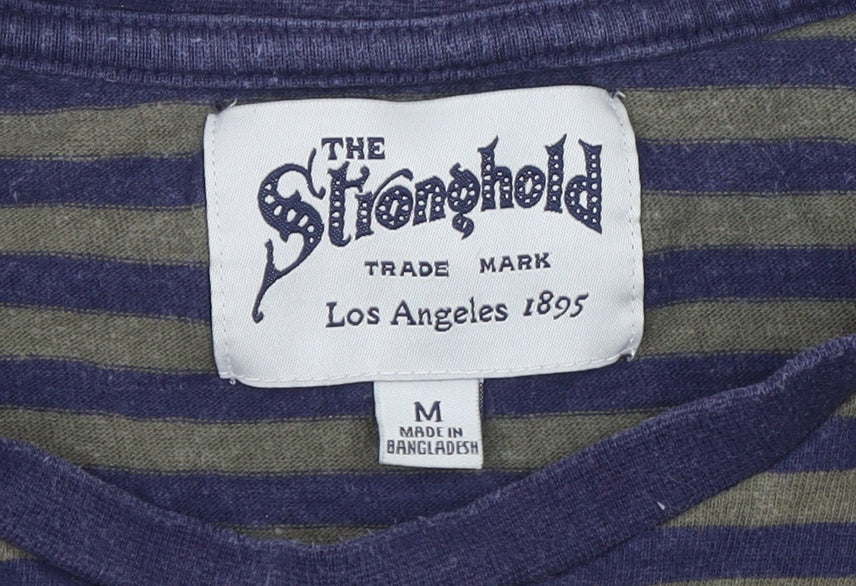 THE
Stronghold
TRADE MARK
Los Angeles 1895
M
MADE IN
BANGLADESH